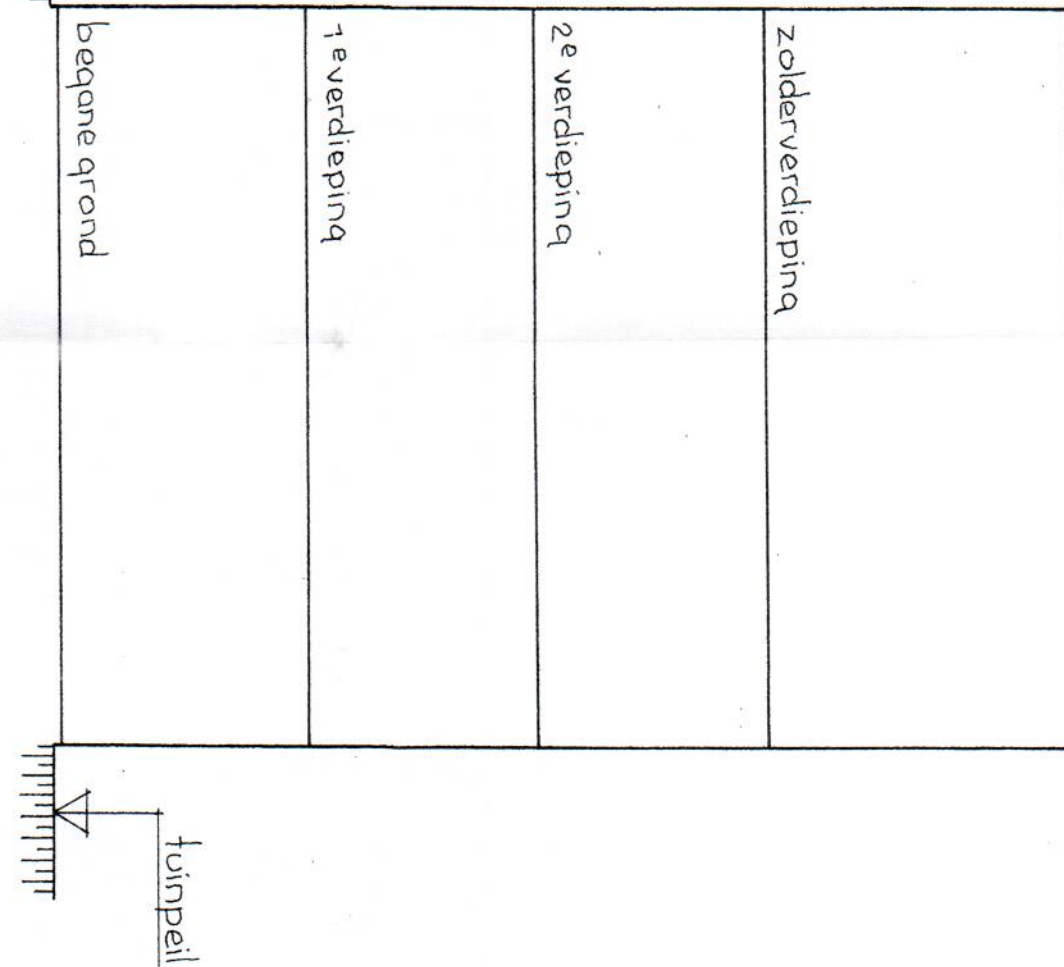 zolderverdieping
2e verdieping
1e verdieping
begane grond
tuinpeil